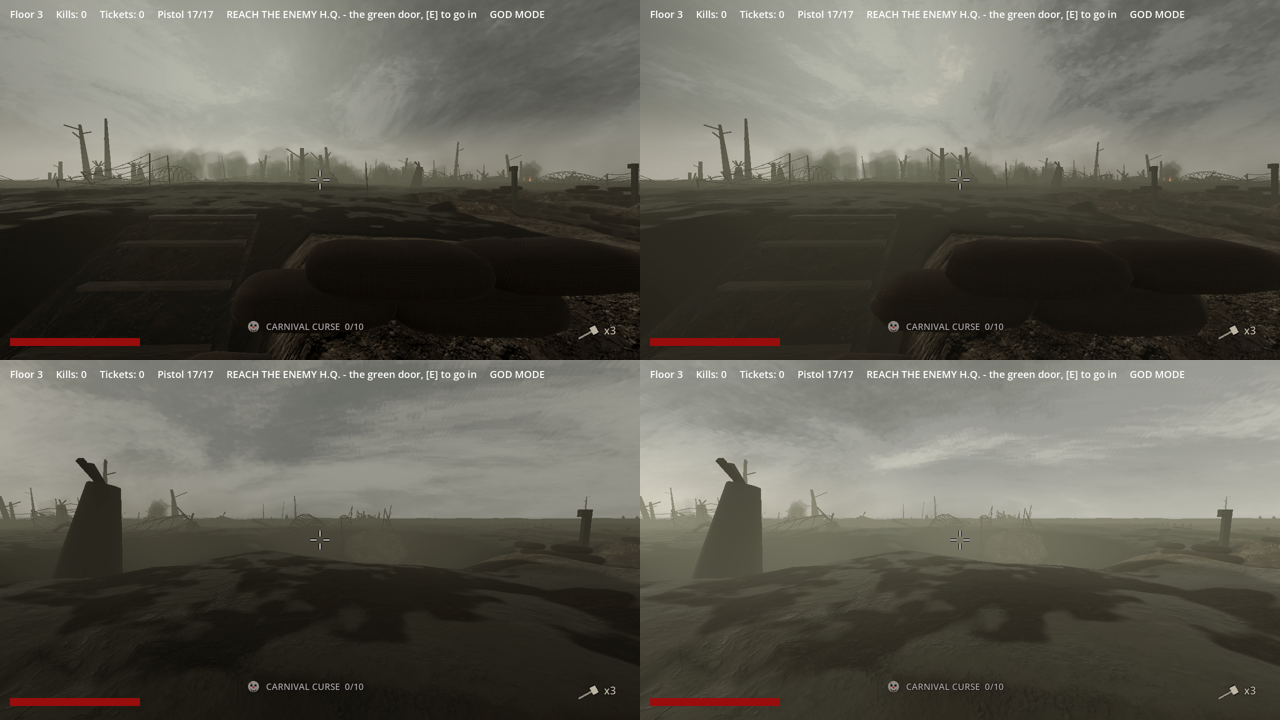 Floor 3 Kills: 0 Tickets: 0 Pistol 17/17 REACH THE ENEMY H.Q. - the green door, [E] to go in GOD MODE
CARNIVAL CURSE 0/10
x3
Floor 3 Kills: 0 Tickets: 0 Pistol 17/17 REACH THE ENEMY H.Q. - the green door, [E] to go in GOD MODE
CARNIVAL CURSE 0/10
x3
Floor 3 Kills: 0 Tickets: 0 Pistol 17/17 REACH THE ENEMY H.Q. - the green door, [E] to go in GOD MODE
CARNIVAL CURSE 0/10
x3
Floor 3 Kills: 0 Tickets: 0 Pistol 17/17 REACH THE ENEMY H.Q. - the green door, [E] to go in GOD MODE
CARNIVAL CURSE 0/10
x3